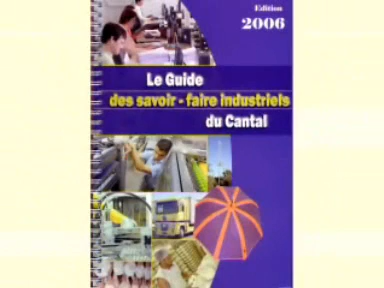 Edition
2006
Le Guide
des savoir - faire industriels
du Cantal